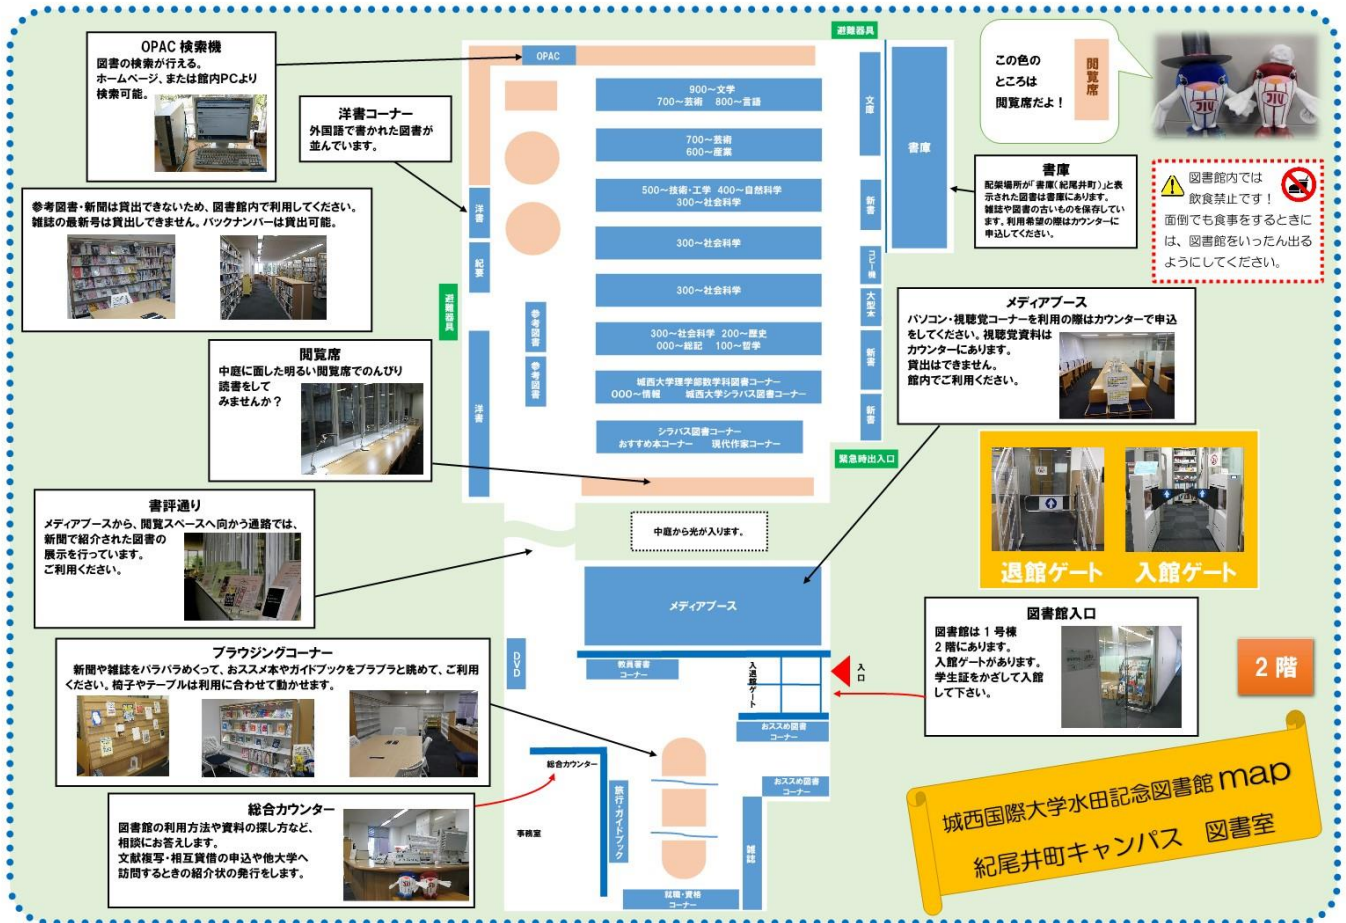 OPAC 検索機
図書の検索が行える。
ホームページ、または館内PCより
検索可能。
洋書コーナー
外国語で書かれた図書が
並んでいます。
参考図書・新聞は貸出できないため、図書館内で利用してください。
雑誌の最新号は貸出しできません。バックナンバーは貸出可能。
閲覧席
中庭に面した明るい閲覧席でのんびり
読書をして
みませんか？
書評通り
メディアブースから、閲覧スペースへ向かう通路では、
新聞で紹介された図書の
展示を行っています。
ご利用ください。
ブラウジングコーナー
新聞や雑誌をパラパラめくって、おススメ本やガイドブックをブラブラと眺めて、ご利用
ください。椅子やテーブルは利用に合わせて動かせます。
総合カウンター
図書館の利用方法や資料の探し方など、
相談にお答えします。
文献複写・相互貸借の申込や他大学へ
訪問するときの紹介状の発行をします。
避難器具
OPAC
900～文学
700～芸術 800～言語
700～芸術
600～産業
500～技術・工学 400～自然科学
300～社会科学
300～社会科学
300～社会科学
300～社会科学 200～歴史
000～総記 100～哲学
城西大学理学部数学科図書コーナー
000～情報 城西大学シラバス図書コーナー
シラバス図書コーナー
おすすめ本コーナー 現代作家コーナー
洋書
紀要
避難器具
洋書
参考図書
参考図書
文庫
新書
コピー機
大型本
新書
新書
書庫
緊急時出入口
中庭から光が入ります。
メディアブース
DVD
教員著書
コーナー
入退館ゲート
入口
おススメ図書
コーナー
おススメ図書
コーナー
総合カウンター
事務室
旅行・ガイドブック
雑誌
就職・資格
コーナー
この色の
ところは
閲覧席だよ！
閲覧席
JIU
JIU
書庫
配架場所が「書庫（紀尾井町）」と表
示された図書は書庫にあります。
雑誌や図書の古いものを保存してい
ます。利用希望の際はカウンターに
申込してください。
図書館内では
飲食禁止です！
面倒でも食事をするときに
は、図書館をいったん出る
ようにしてください。
メディアブース
パソコン・視聴覚コーナーを利用の際はカウンターで申込
をしてください。視聴覚資料は
カウンターにあります。
貸出はできません。
館内でご利用ください。
退館ゲート 入館ゲート
図書館入口
図書館は１号棟
２階にあります。
入館ゲートがあります。
学生証をかざして入館
して下さい。
2階
城西国際大学水田記念図書館 map
紀尾井町キャンパス 図書室